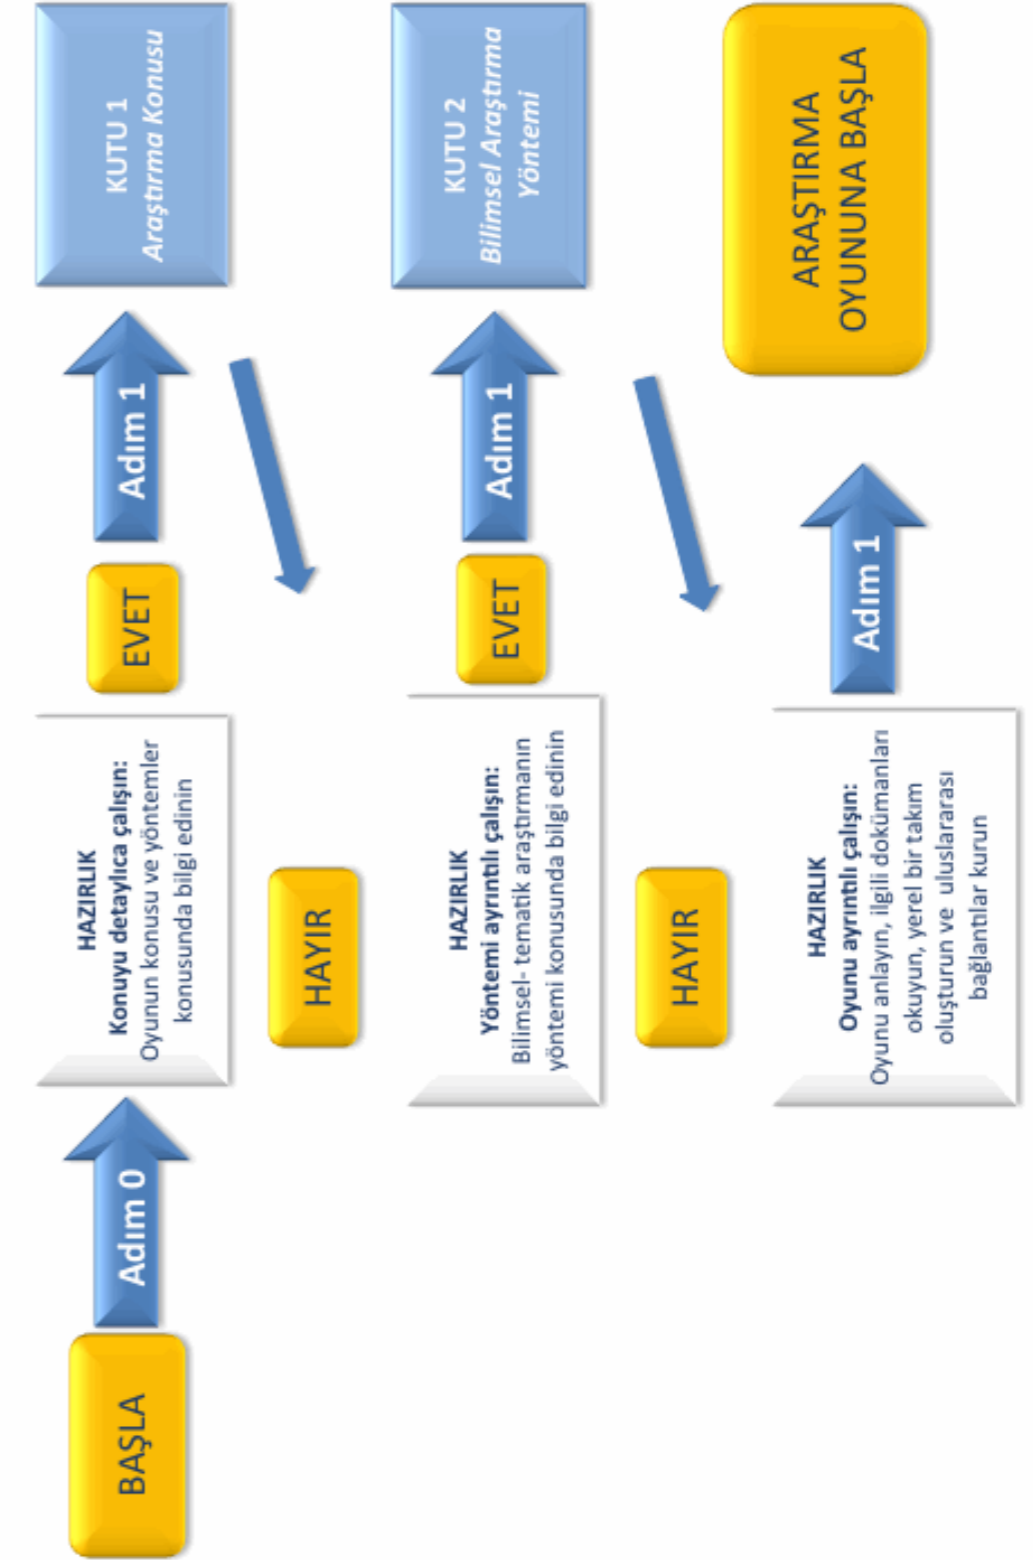 BAŞLA
Adım 0
HAZIRLIK
Konuyu detaylıca çalışın:
Oyunun konusu ve yöntemler
konusunda bilgi edinin
EVET
Adım 1
KUTU 1
Araştırma Konusu
HAYIR
HAZIRLIK
Yöntemi ayrıntılı çalışın:
Bilimsel- tematik araştırmanın
yöntemi konusunda bilgi edinin
EVET
Adım 1
KUTU 2
Bilimsel Araştırma
Yöntemi
HAYIR
HAZIRLIK
Oyunu ayrıntılı çalışın:
Oyunu anlayın, ilgili dokümanları
okuyun, yerel bir takım
oluşturun ve uluslararası
bağlantılar kurun
Adım 1
ARAŞTIRMA
OYUNUNA BAŞLA